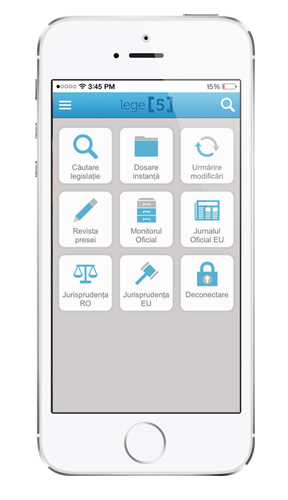 3:45 PM
15%
lege [5]
Căutare
legislație
Dosare
instanță
Urmărire
modificări
Revista
presei
Monitorul
Oficial
Jurnalul
Oficial EU
Jurisprudența
RO
Jurisprudența
EU
Deconectare